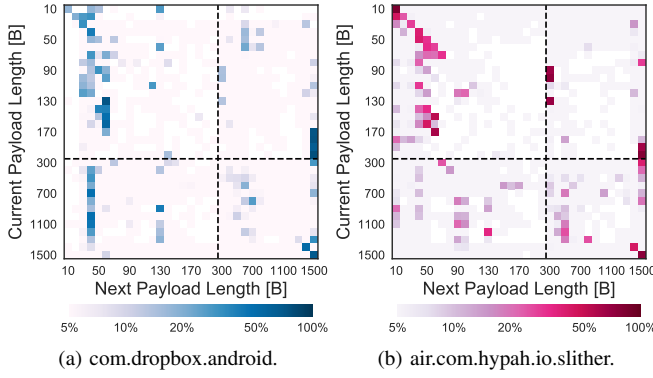 10
50
90
130
170
300
700
1100
1500
Current Payload Length [B]
10 50 90 130 170 300 700 1100 1500
Next Payload Length [B]
5% 10% 20% 50% 100%
(a) com.dropbox.android.
10
50
90
130
170
300
700
1100
1500
Current Payload Length [B]
10 50 90 130 170 300 700 1100 1500
Next Payload Length [B]
5% 10% 20% 50% 100%
(b) air.com.hypah.io.slither.